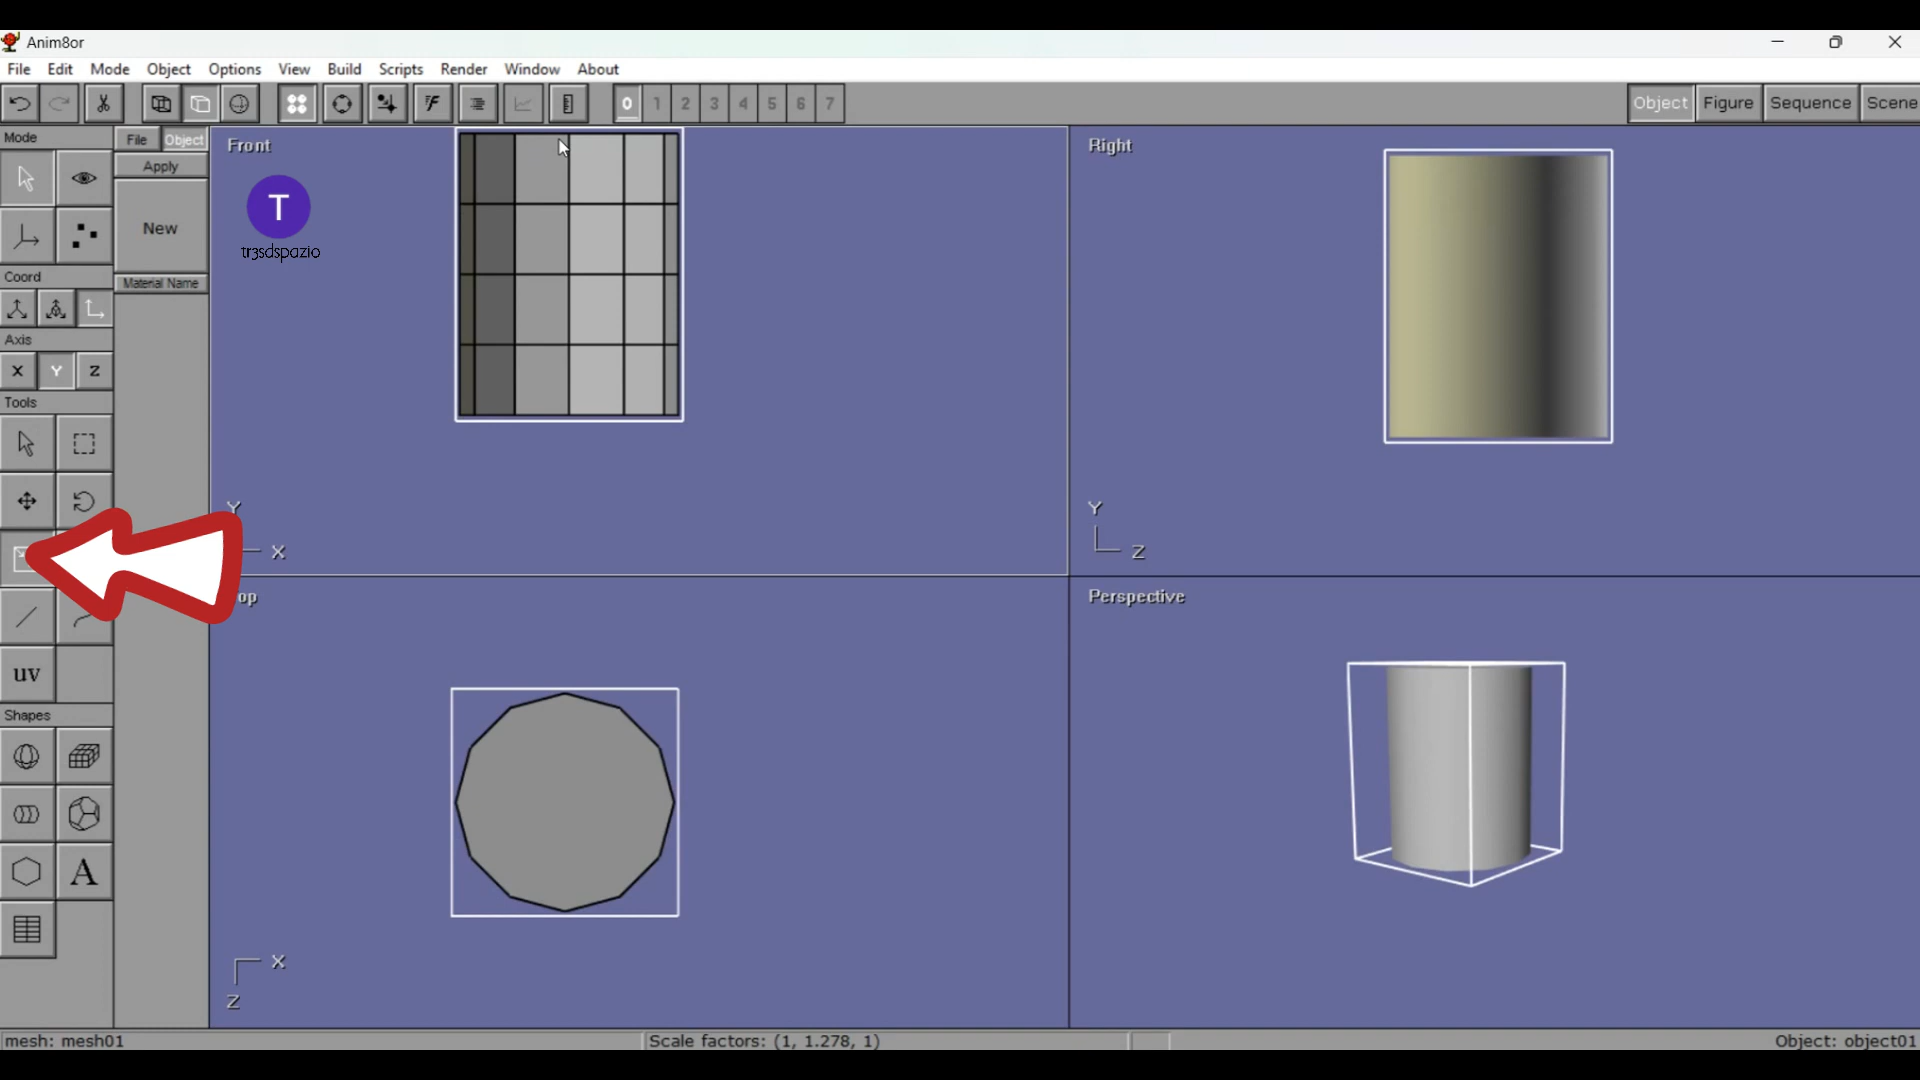 Anim8or
File Edit Mode Object Options View Build Scripts Render Window About
0 1 2 3 4 5 6 7
Object Figure Sequence Scene
Mode
File Object
Apply
New
Material Name
Coord
Axis
X Y Z
Tools
uv
Shapes
A
Front
T
tr3sdspazio
Y
X
Right
Y
Z
op
X
Z
Perspective
mesh: mesh01
Scale factors: (1, 1.278, 1)
Object: object01